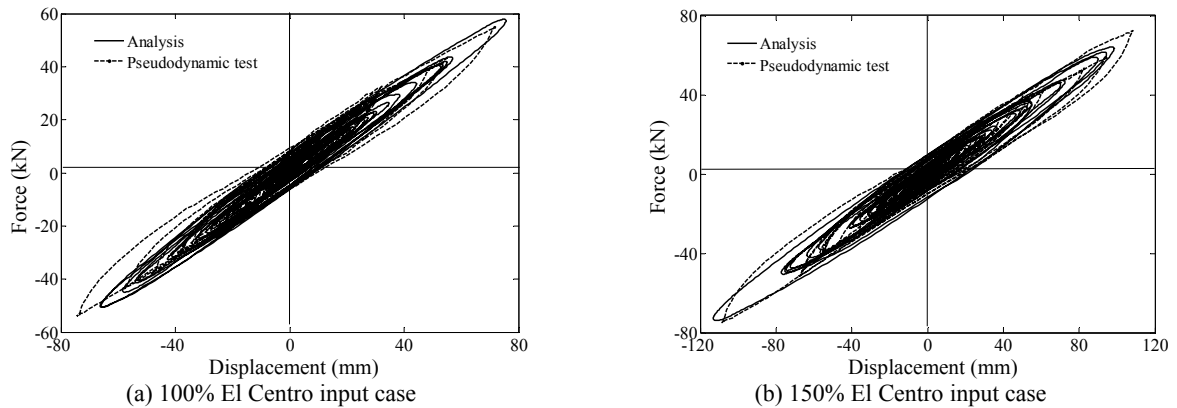 60
40
20
0
-20
-40
-60
Force (kN)
Analysis
Pseudodynamic test
-80 -40 0 40 80
Displacement (mm)
(a) 100% El Centro input case
80
40
0
-40
-80
Force (kN)
Analysis
Pseudodynamic test
-120 -80 -40 0 40 80 120
Displacement (mm)
(b) 150% El Centro input case